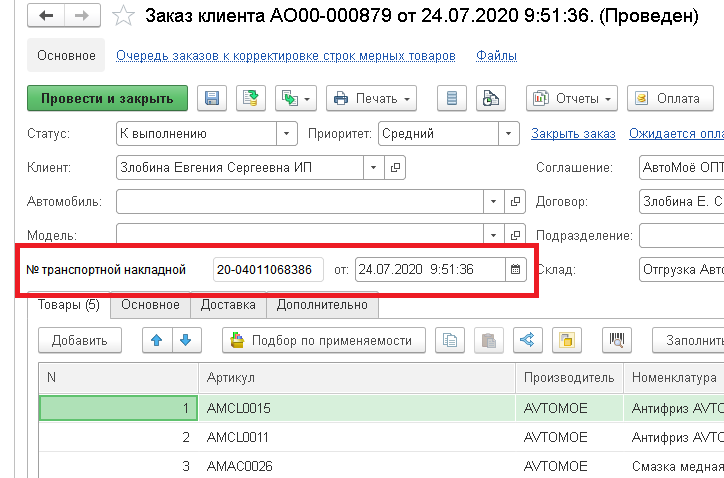 Заказ клиента АО00-000879 от 24.07.2020 9:51:36. (Проведен)
Основное Очередь заказов к корректировке строк мерных товаров Файлы
Провести и закрыть Печать Отчеты Оплата
Статус: К выполнению Приоритет: Средний Закрыть заказ Ожидается опла
Клиент: Злобина Евгения Сергеевна ИП Соглашение: АвтоМоё ОПТ
Автомобиль: Договор: Злобина Е. С
Модель: Подразделение:
№ транспортной накладной 20-04011068386 от: 24.07.2020 9:51:36 Склад: Отгрузка Авто
Товары (5) Основное Доставка Дополнительно
Добавить Подбор по применяемости Заполнить
N Артикул Производитель Номенклатура
1 AMCL0015 AVTOMOE Антифриз AVTO
2 AMCL0011 AVTOMOE Антифриз AVTO
3 AMAC0026 AVTOMOE Смазка медная